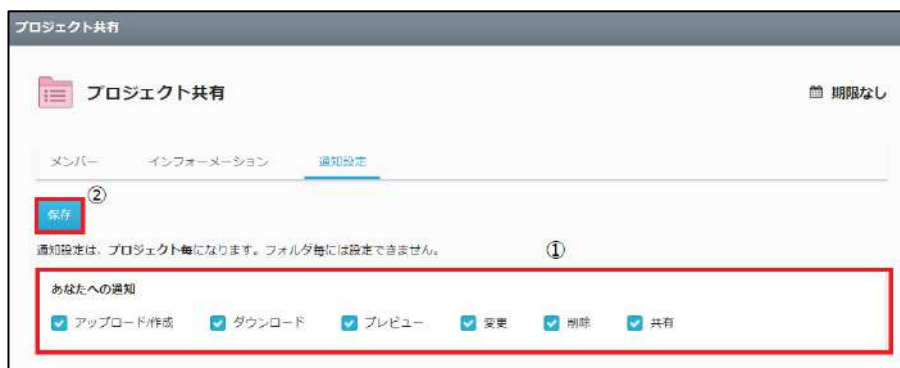 プロジェクト共有
プロジェクト共有
期限なし
メンバー インフォーメーション 通知設定
②
保存
通知設定は、プロジェクト毎になります。フォルダ毎には設定できません。
①
あなたへの通知
アップロード/作成 ダウンロード プレビュー 変更 削除 共有